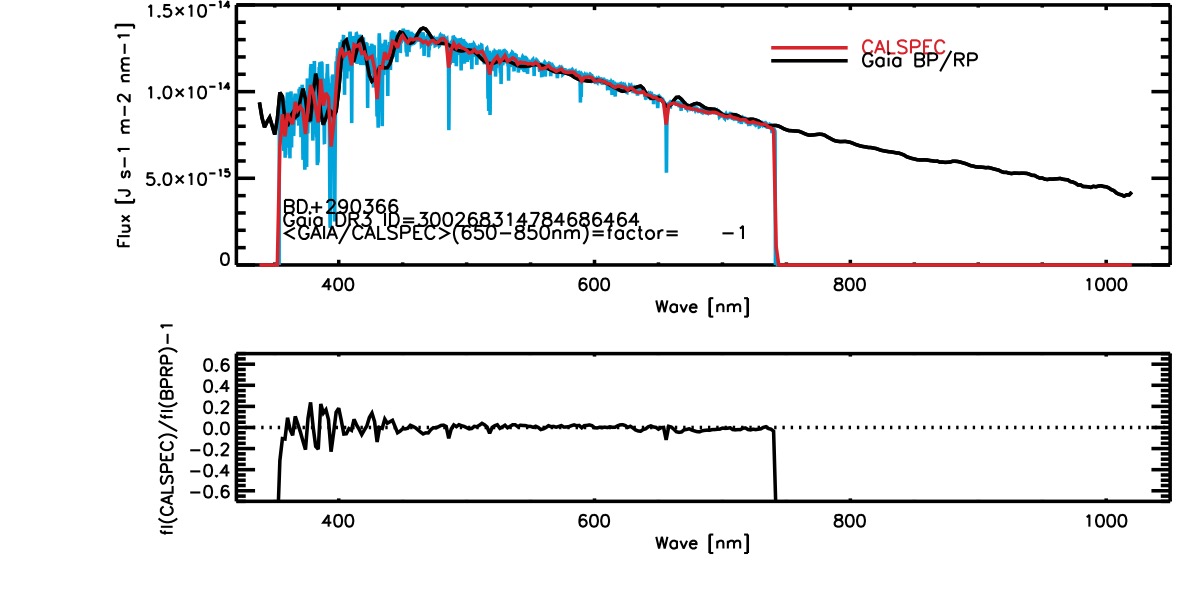 1.5×10−14
1.0×10−14
5.0×10−15
0
Flux [J s−1 m−2 nm−1]
CALSPEC
Gaia BP/RP
BD+290366
Gaia DR3 ID=300268314784686464
<GAIA/CALSPEC>(650−850nm)=factor= −1
400 600 800 1000
Wave [nm]
fl(CALSPEC)/fl(BPRP)−1
0.6
0.4
0.2
0.0
−0.2
−0.4
−0.6
400 600 800 1000
Wave [nm]